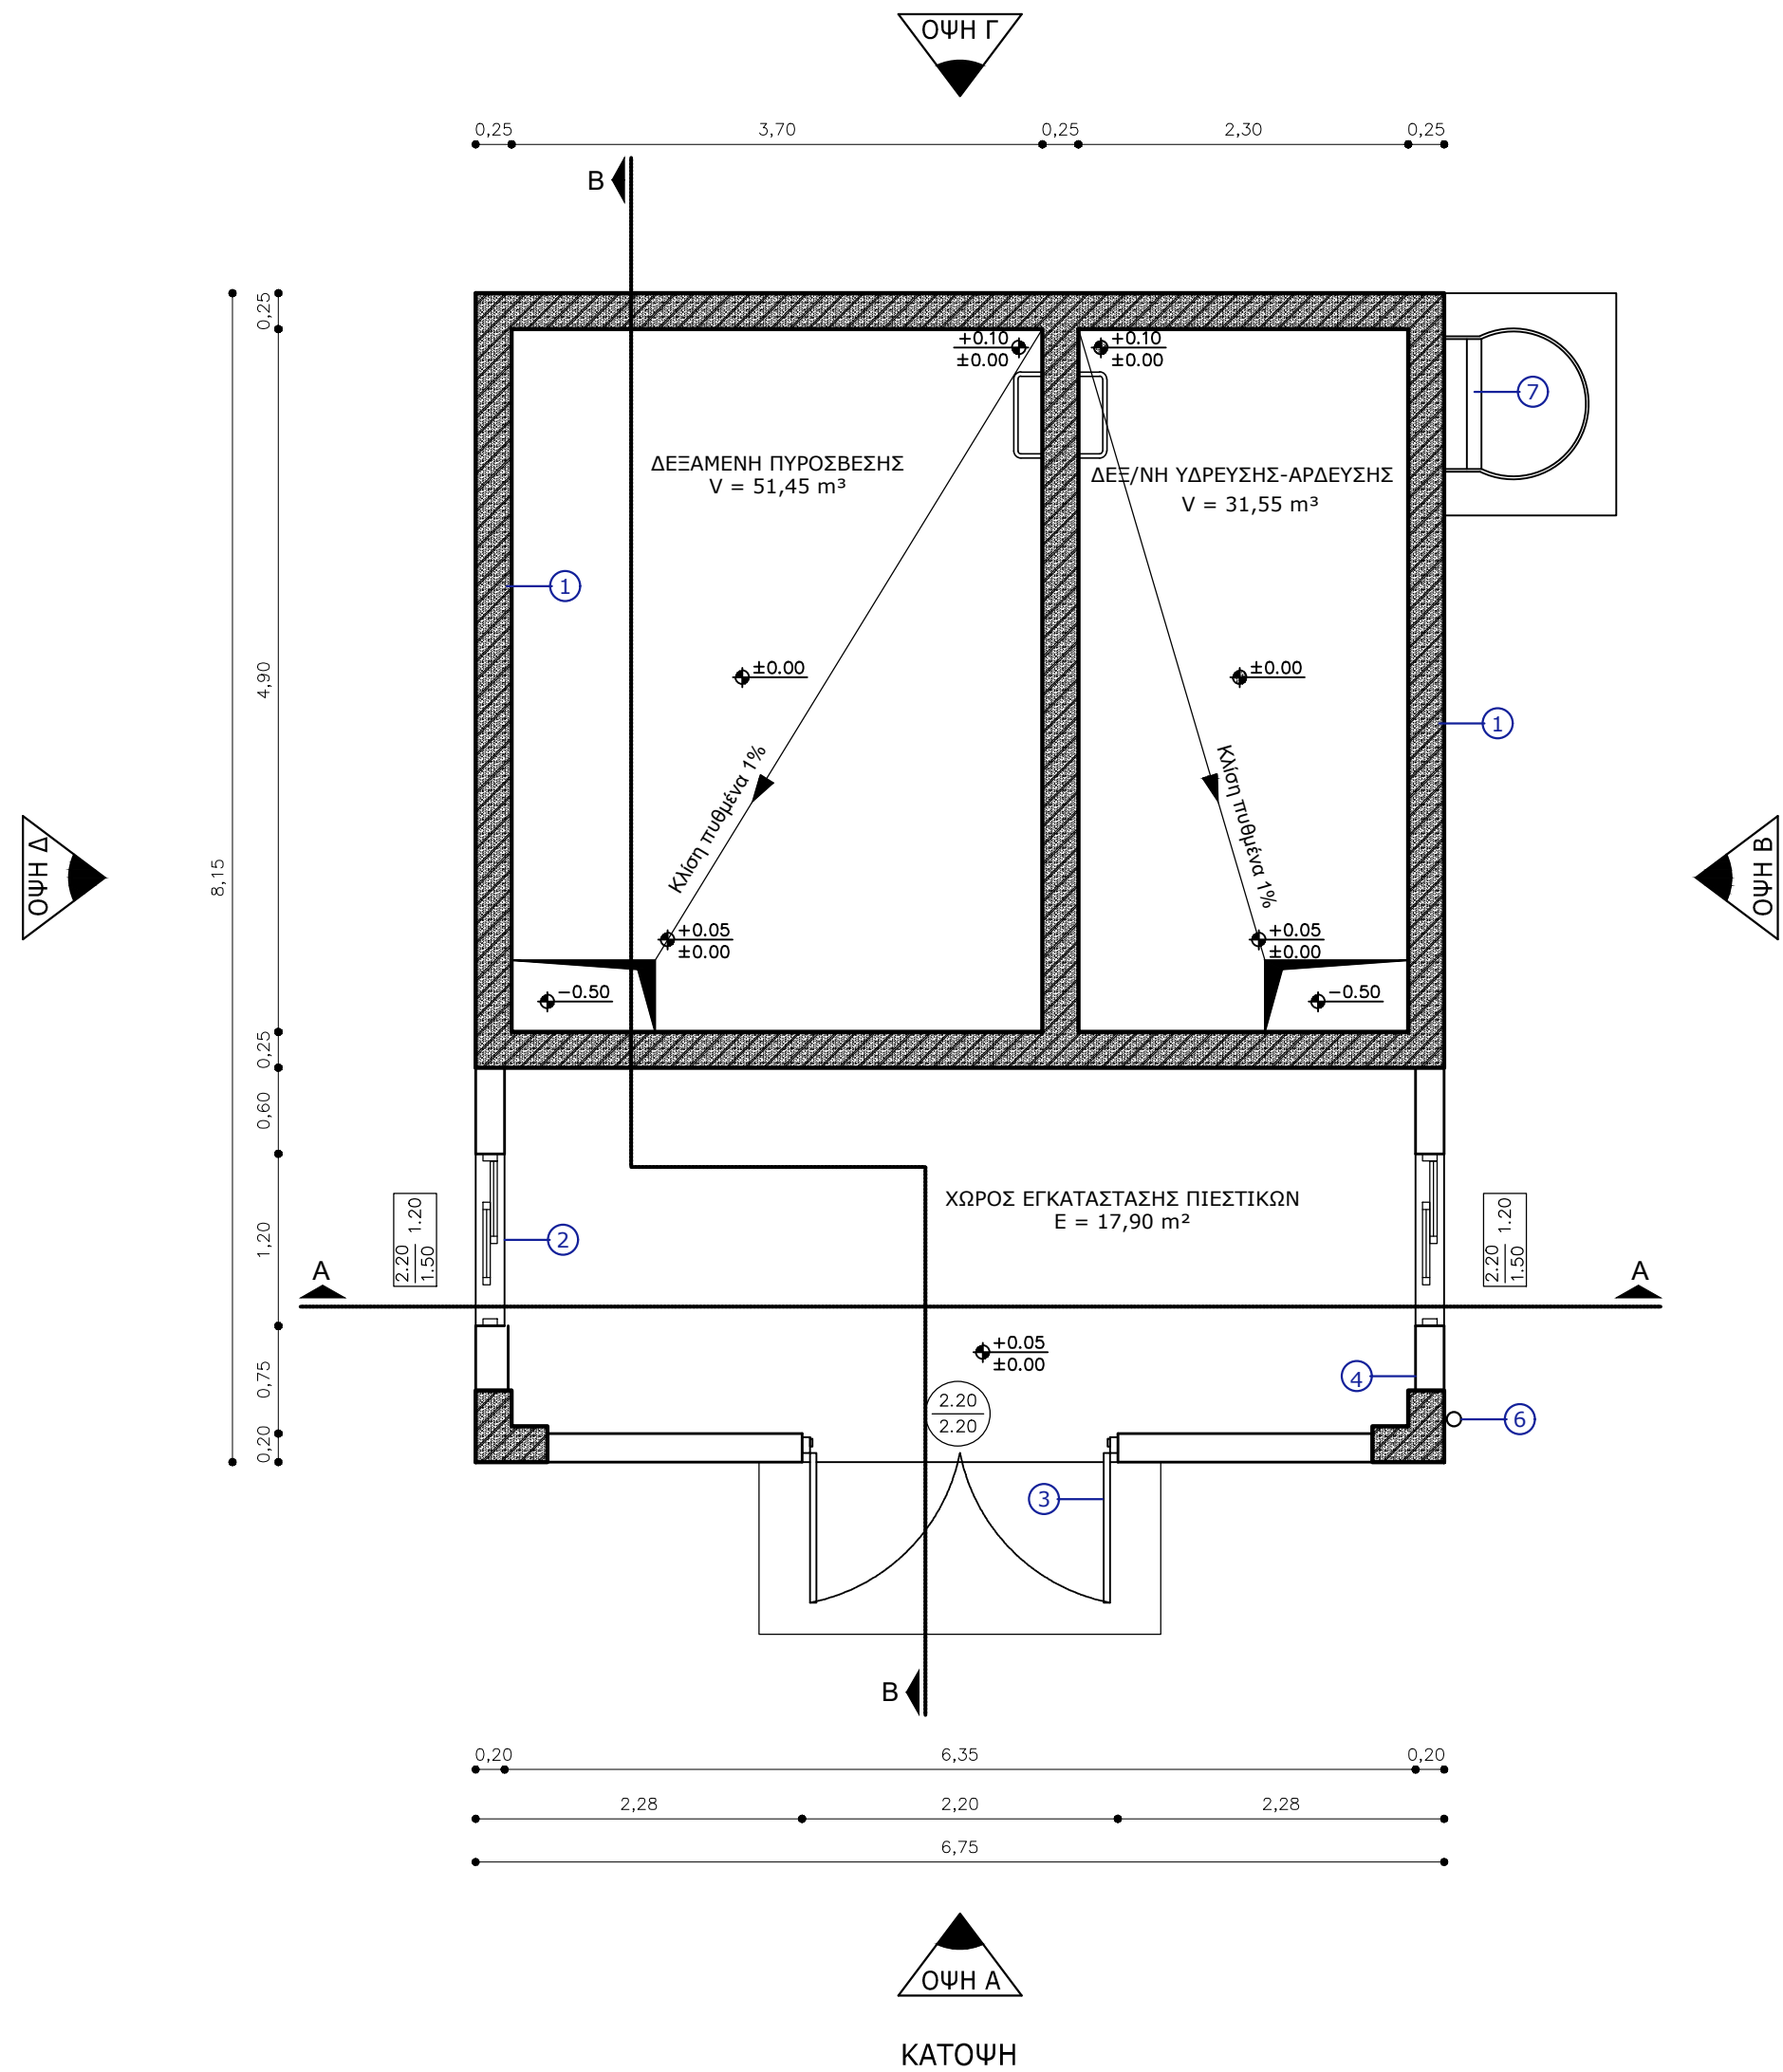 ΟΨΗ Γ
0,25 3,70 0,25 2,30 0,25
B
+0.10
±0.00
+0.10
±0.00
7
ΔΕΞΑΜΕΝΗ ΠΥΡΟΣΒΕΣΗΣ
V = 51,45 m³
ΔΕΞ/ΝΗ ΥΔΡΕΥΣΗΣ-ΑΡΔΕΥΣΗΣ
V = 31,55 m³
0,25
4,90
0,25
0,60
1,20
0,75
0,20
8,15
1
1
±0.00
±0.00
Κλίση πυθμένα 1%
Κλίση πυθμένα 1%
ΟΨΗ Δ
ΟΨΗ Β
+0.05
±0.00
+0.05
±0.00
-0.50
-0.50
ΧΩΡΟΣ ΕΓΚΑΤΑΣΤΑΣΗΣ ΠΙΕΣΤΙΚΩΝ
E = 17,90 m²
2.20
1.50
1.20
2
2.20
1.50
1.20
A
A
+0.05
±0.00
4
2.20
2.20
6
3
B
0,20 6,35 0,20
2,28 2,20 2,28
6,75
ΟΨΗ Α
ΚΑΤΟΨΗ